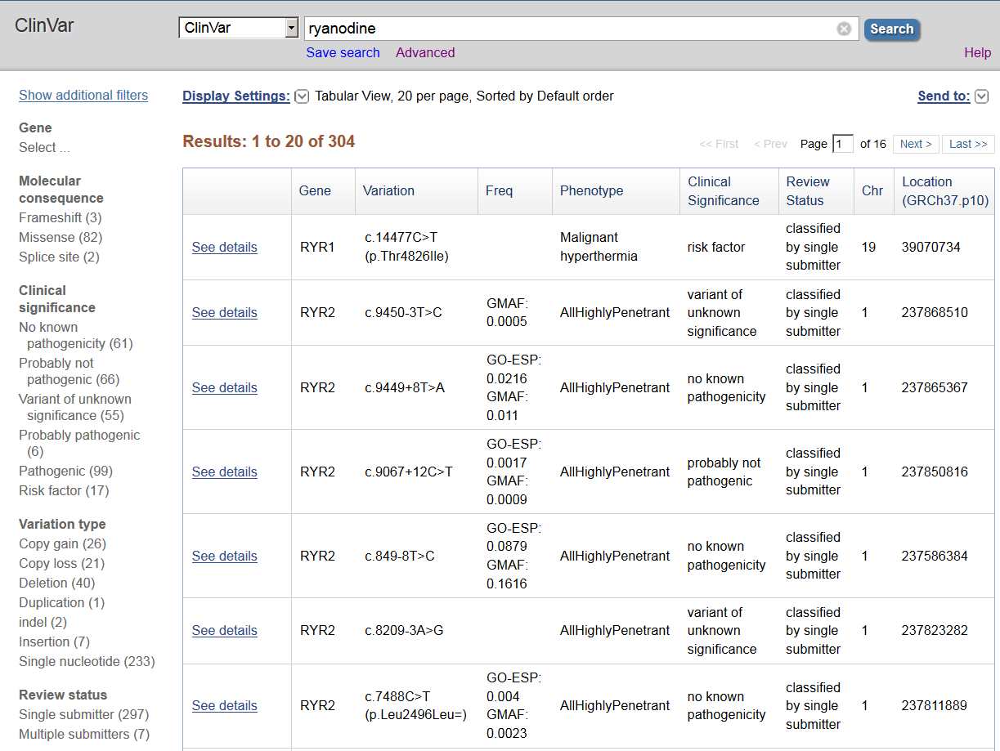 ClinVar
ClinVar
ryanodine
Search
Save search
Advanced
Help
Show additional filters
Gene
Select ...
Molecular
consequence
Frameshift (3)
Missense (82)
Splice site (2)
Clinical
significance
No known
pathogenicity (61)
Probably not
pathogenic (66)
Variant of unknown
significance (55)
Probably pathogenic
(6)
Pathogenic (99)
Risk factor (17)
Variation type
Copy gain (26)
Copy loss (21)
Deletion (40)
Duplication (1)
indel (2)
Insertion (7)
Single nucleotide (233)
Review status
Single submitter (297)
Multiple submitters (7)
Display Settings: Tabular View, 20 per page, Sorted by Default order
Send to:
Results: 1 to 20 of 304
<< First < Prev Page 1 of 16 Next > Last >>
Gene
Variation
Freq
Phenotype
Clinical
Significance
Review
Status
Chr
Location
(GRCh37.p10)
See details
RYR1
c.14477C>T
(p.Thr4826Ile)
Malignant
hyperthermia
risk factor
classified
by single
submitter
19
39070734
See details
RYR2
c.9450-3T>C
GMAF:
0.0005
AllHighlyPenetrant
variant of
unknown
significance
classified
by single
submitter
1
237868510
See details
RYR2
c.9449+8T>A
GO-ESP:
0.0216
GMAF:
0.011
AllHighlyPenetrant
no known
pathogenicity
classified
by single
submitter
1
237865367
See details
RYR2
c.9067+12C>T
GO-ESP:
0.0017
GMAF:
0.0009
AllHighlyPenetrant
probably not
pathogenic
classified
by single
submitter
1
237850816
See details
RYR2
c.849-8T>C
GO-ESP:
0.0879
GMAF:
0.1616
AllHighlyPenetrant
no known
pathogenicity
classified
by single
submitter
1
237586384
See details
RYR2
c.8209-3A>G
AllHighlyPenetrant
variant of
unknown
significance
classified
by single
submitter
1
237823282
See details
RYR2
c.7488C>T
(p.Leu2496Leu=)
GO-ESP:
0.004
GMAF:
0.0023
AllHighlyPenetrant
no known
pathogenicity
classified
by single
submitter
1
237811889